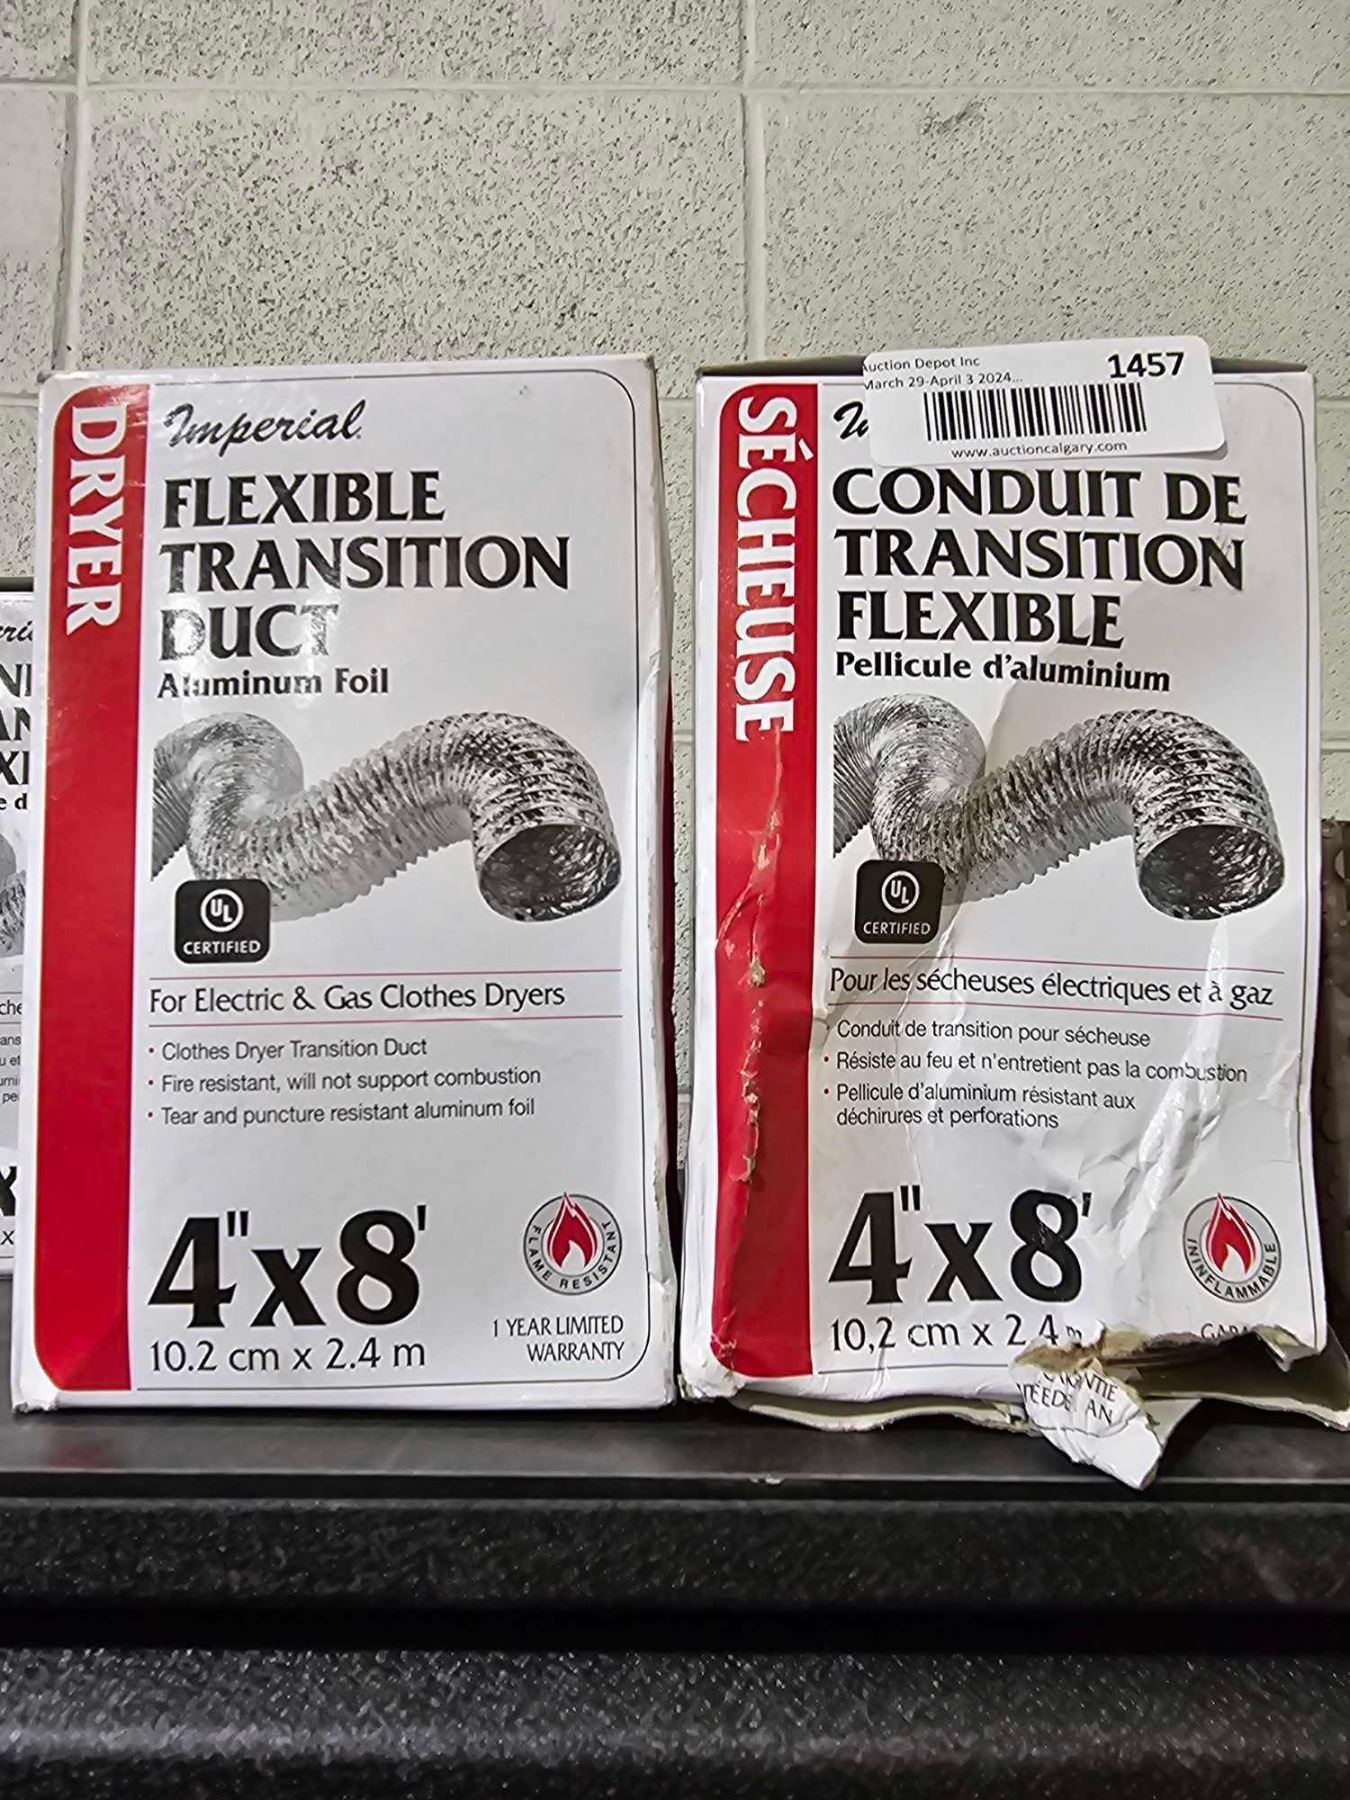 DRYER
Imperial
FLEXIBLE
TRANSITION
DUCT
Aluminum Foil
UL
CERTIFIED
For Electric & Gas Clothes Dryers
• Clothes Dryer Transition Duct
• Fire resistant, will not support combustion
• Tear and puncture resistant aluminum foil
4"x8'
10.2 cm x 2.4 m
FLAME RESISTANT
1 YEAR LIMITED
WARRANTY
Auction Depot Inc
March 29-April 3 2024...
1457
www.auctioncalgary.com
SÉCHEUSE
CONDUIT DE
TRANSITION
FLEXIBLE
Pellicule d'aluminium
UL
CERTIFIED
Pour les sécheuses électriques et à gaz
Conduit de transition pour sécheuse
• Résiste au feu et n'entretient pas la combustion
• Pellicule d'aluminium résistant aux
déchirures et perforations
4"x8'
10,2 cm x 2,4 m
ININFLAMMABLE
AN